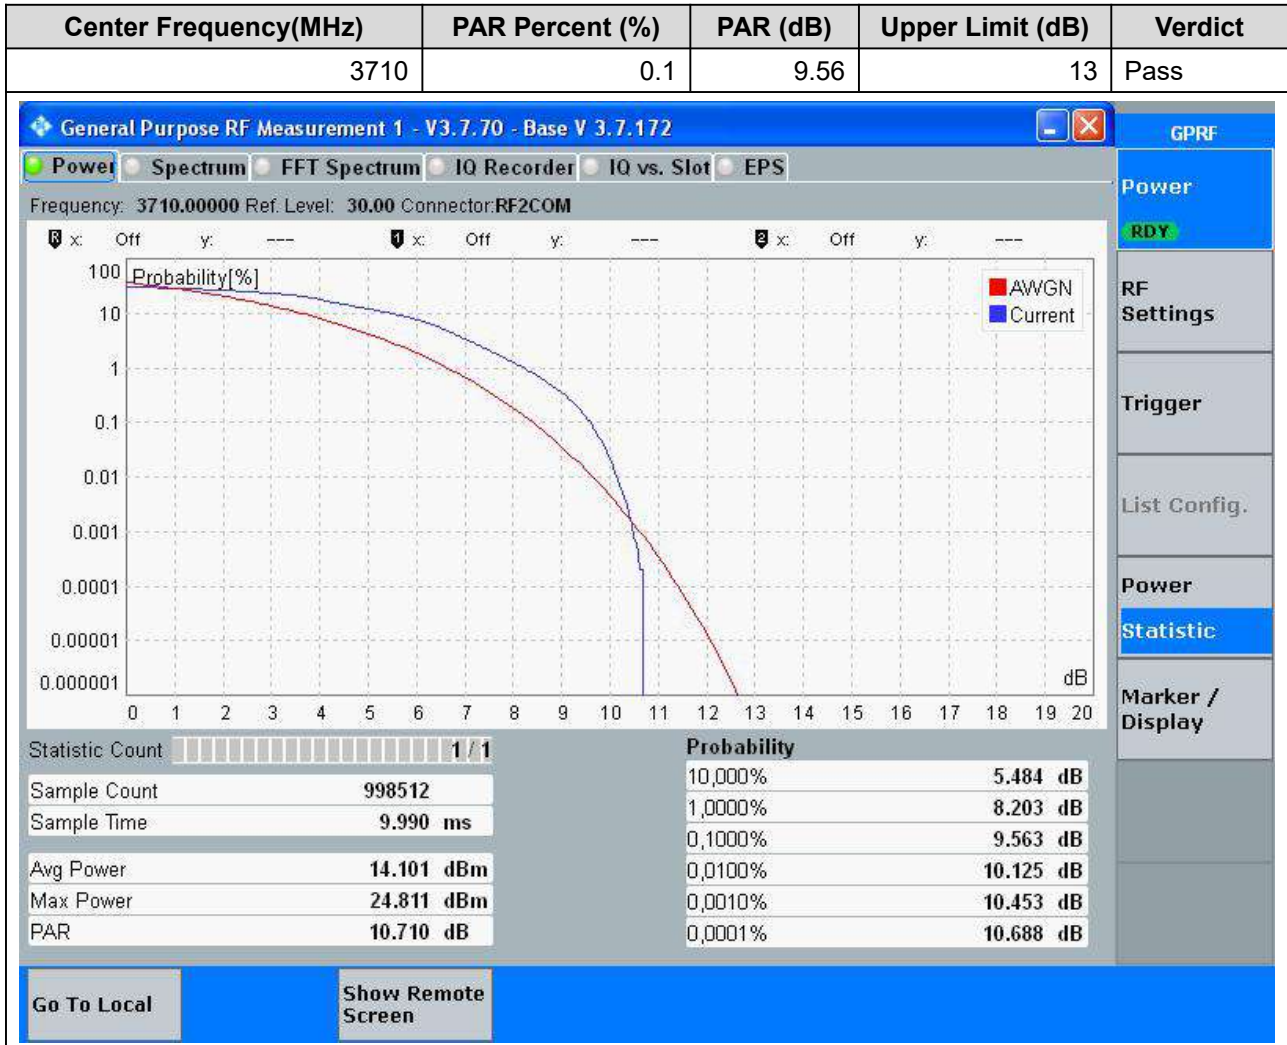 Center Frequency(MHz) PAR Percent (%) PAR (dB) Upper Limit (dB) Verdict
3710 0.1 9.56 13 Pass
General Purpose RF Measurement 1 - V3.7.70 - Base V 3.7.172
GPRF
Power Spectrum FFT Spectrum IQ Recorder IQ vs. Slot EPS
Frequency: 3710.00000 Ref. Level: 30.00 Connector:RF2COM
R x: Off y: --- 1 x: Off y: --- 2 x: Off y: ---
Probability[%]
100
10
1
0.1
0.01
0.001
0.0001
0.00001
0.000001
AWGN
Current
dB
0 1 2 3 4 5 6 7 8 9 10 11 12 13 14 15 16 17 18 19 20
Statistic Count 1 / 1
Sample Count 998512
Sample Time 9.990 ms
Avg Power 14.101 dBm
Max Power 24.811 dBm
PAR 10.710 dB
Probability
10,000% 5.484 dB
1,0000% 8.203 dB
0,1000% 9.563 dB
0,0100% 10.125 dB
0,0010% 10.453 dB
0,0001% 10.688 dB
Power
RDY
RF
Settings
Trigger
List Config.
Power
Statistic
Marker /
Display
Go To Local
Show Remote
Screen